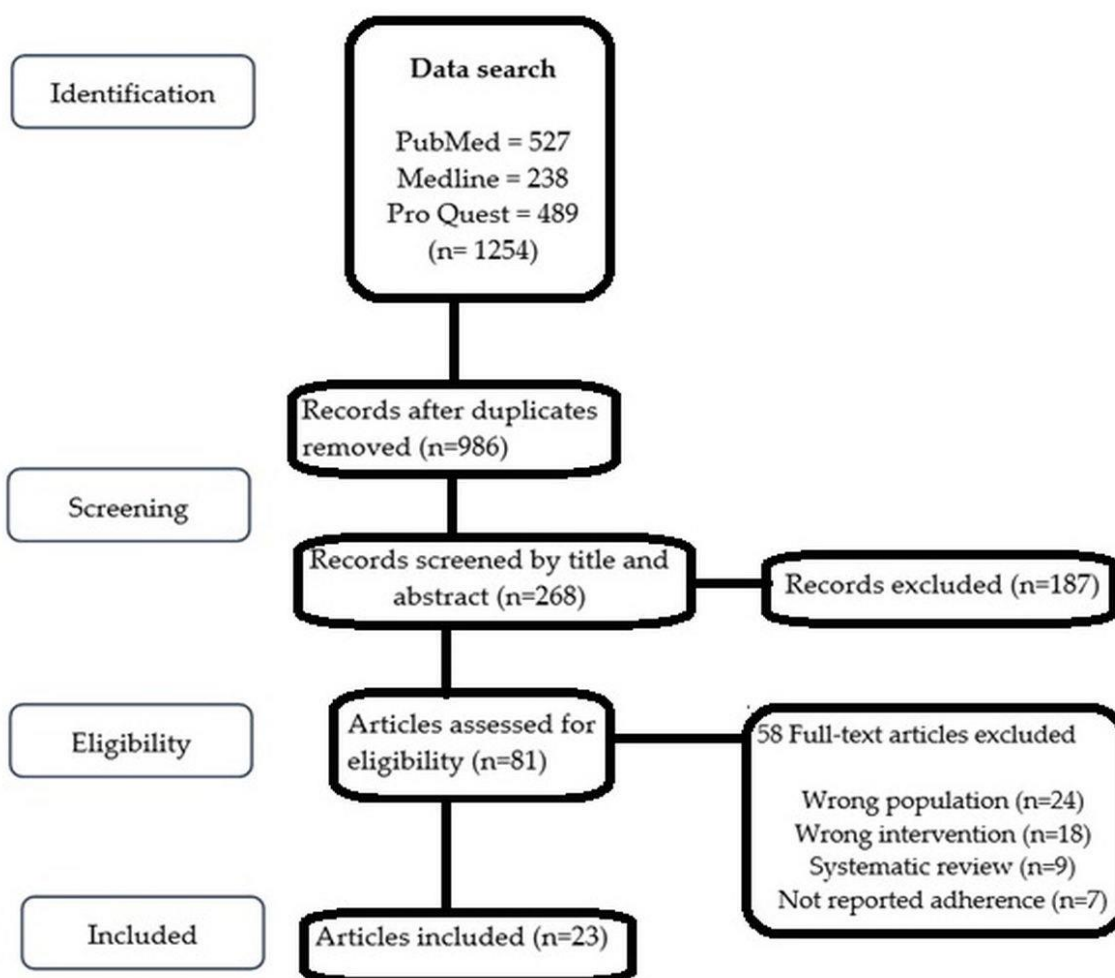 Identification
Data search
PubMed = 527
Medline = 238
Pro Quest = 489
(n= 1254)
Records after duplicates
removed (n=986)
Screening
Records screened by title and
abstract (n=268)
Records excluded (n=187)
Eligibility
Articles assessed for
eligibility (n=81)
58 Full-text articles excluded
Wrong population (n=24)
Wrong intervention (n=18)
Systematic review (n=9)
Not reported adherence (n=7)
Included
Articles included (n=23)